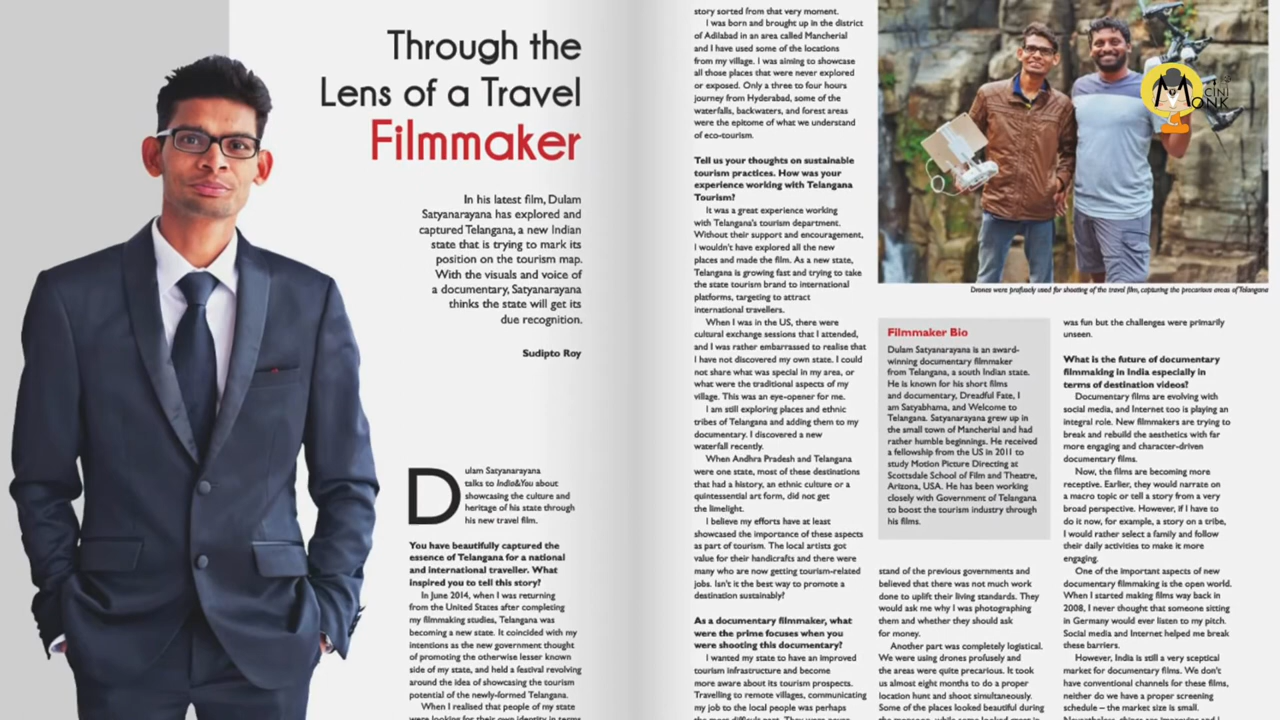 Through the
Lens of a Travel
Filmmaker
In his latest film, Dulam
Satyanarayana has explored and
captured Telangana, a new Indian
state that is trying to mark its
position on the tourism map.
With the visuals and voice of
a documentary, Satyanarayana
thinks the state will get its
due recognition.
Sudipto Roy
Dulam Satyanarayana
talks to India&You about
showcasing the culture and
heritage of his state through
his new travel film.
You have beautifully captured the
essence of Telangana for a national
and international traveller. What
inspired you to tell this story?
In June 2014, when I was returning
from the United States after completing
my filmmaking studies, Telangana was
becoming a new state. It coincided with my
intentions as the new government thought
of promoting the otherwise lesser known
side of my state, and held a festival revolving
around the idea of showcasing the tourism
potential of the newly-formed Telangana.
When I realised that people of my state
were looking for their own identity in terms
story sorted from that very moment.
I was born and brought up in the district
of Adilabad in an area called Mancherial
and I have used some of the locations
from my village. I was aiming to showcase
all those places that were never explored
or exposed. Only a three to four hours
journey from Hyderabad, some of the
waterfalls, backwaters, and forest areas
were the epitome of what we understand
of eco-tourism.
Tell us your thoughts on sustainable
tourism practices. How was your
experience working with Telangana
Tourism?
It was a great experience working
with Telangana's tourism department.
Without their support and encouragement,
I wouldn't have explored all the new
places and made the film. As a new state,
Telangana is growing fast and trying to take
the state tourism brand to international
platforms, targeting to attract
international travellers.
When I was in the US, there were
cultural exchange sessions that I attended,
and I was rather embarrassed to realise that
I have not discovered my own state. I could
not share what was special in my area, or
what were the traditional aspects of my
village. This was an eye-opener for me.
I am still exploring places and ethnic
tribes of Telangana and adding them to my
documentary. I discovered a new
waterfall recently.
When Andhra Pradesh and Telangana
were one state, most of these destinations
that had a history, an ethnic culture or a
quintessential art form, did not get
the limelight.
I believe my efforts have at least
showcased the importance of these aspects
as part of tourism. The local artists got
value for their handicrafts and there were
many who are now getting tourism-related
jobs. Isn't it the best way to promote a
destination sustainably?
As a documentary filmmaker, what
were the prime focuses when you
were shooting this documentary?
I wanted my state to have an improved
tourism infrastructure and become
more aware about its tourism prospects.
Travelling to remote villages, communicating
my job to the local people was perhaps
the most difficult part. They were never
CINI
MONK
Drones were profusely used for shooting of the travel film, capturing the precarious areas of Telangana
Filmmaker Bio
Dulam Satyanarayana is an award-
winning documentary filmmaker
from Telangana, a south Indian state.
He is known for his short films
and documentary, Dreadful Fate, I
am Satyabhama, and Welcome to
Telangana. Satyanarayana grew up in
the small town of Mancherial and had
rather humble beginnings. He received
a fellowship from the US in 2011 to
study Motion Picture Directing at
Scottsdale School of Film and Theatre,
Arizona, USA. He has been working
closely with Government of Telangana
to boost the tourism industry through
his films.
stand of the previous governments and
believed that there was not much work
done to uplift their living standards. They
would ask me why I was photographing
them and whether they should ask
for money.
Another part was completely logistical.
We were using drones profusely and
the areas were quite precarious. It took
us almost eight months to do a proper
location hunt and shoot simultaneously.
Some of the places looked beautiful during
was fun but the challenges were primarily
unseen.
What is the future of documentary
filmmaking in India especially in
terms of destination videos?
Documentary films are evolving with
social media, and Internet too is playing an
integral role. New filmmakers are trying to
break and rebuild the aesthetics with far
more engaging and character-driven
documentary films.
Now, the films are becoming more
receptive. Earlier, they would narrate on
a macro topic or tell a story from a very
broad perspective. However, if I have to
do it now, for example, a story on a tribe,
I would rather select a family and follow
their daily activities to make it more
engaging.
One of the important aspects of new
documentary filmmaking is the open world.
When I started making films way back in
2008, I never thought that someone sitting
in Germany would ever listen to my pitch.
Social media and Internet helped me break
these barriers.
However, India is still a very sceptical
market for documentary films. We don't
have conventional channels for these films,
neither do we have a proper screening
schedule – the market size is small.